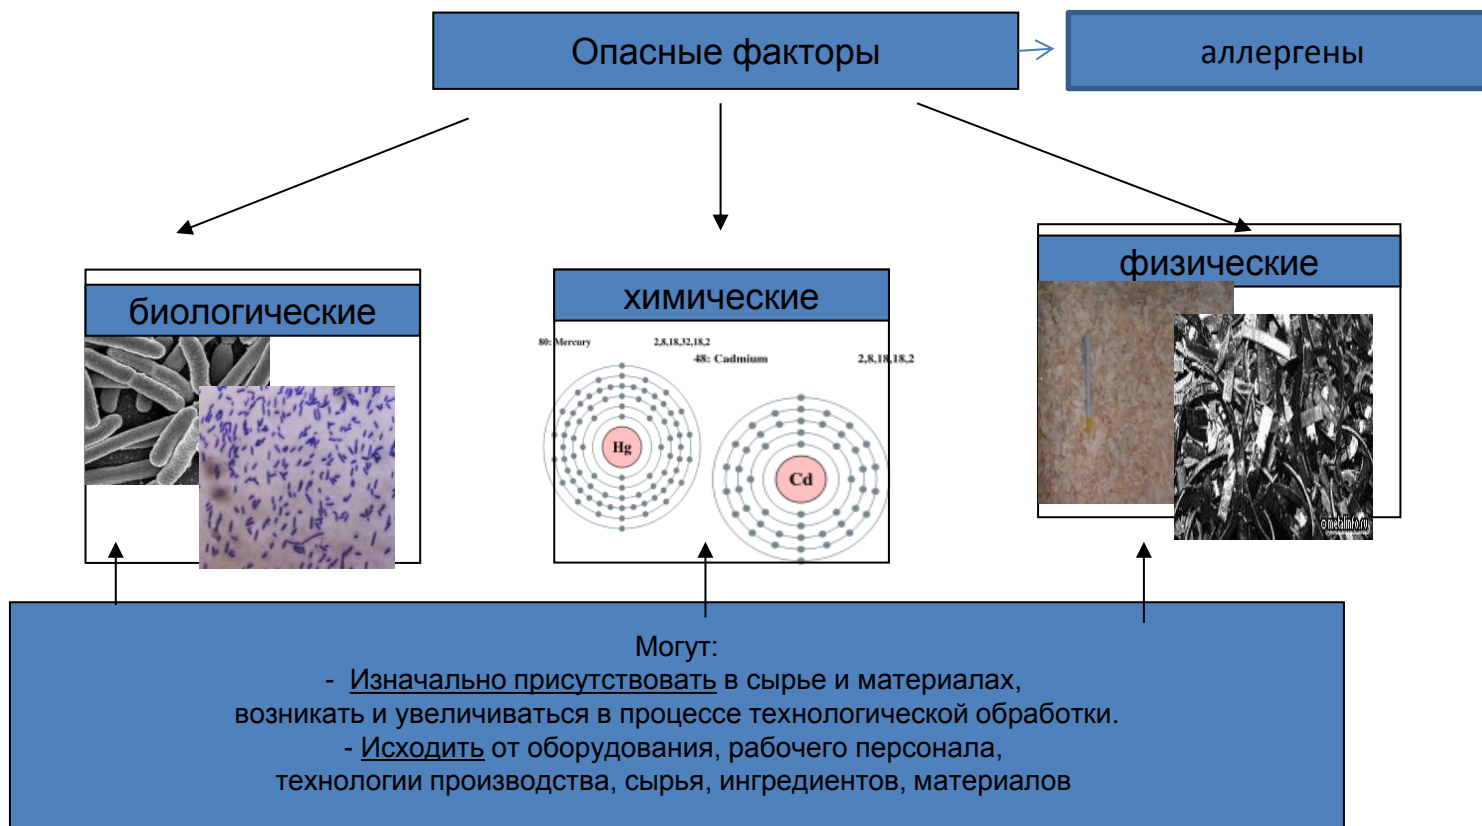 Опасные факторы
аллергены
биологические
химические
физические
80: Mercury 2,8,18,32,18,2
48: Cadmium 2,8,18,18,2
Hg
Cd
©metalinfo.ru
Могут:
- Изначально присутствовать в сырье и материалах,
возникать и увеличиваться в процессе технологической обработки.
- Исходить от оборудования, рабочего персонала,
технологии производства, сырья, ингредиентов, материалов